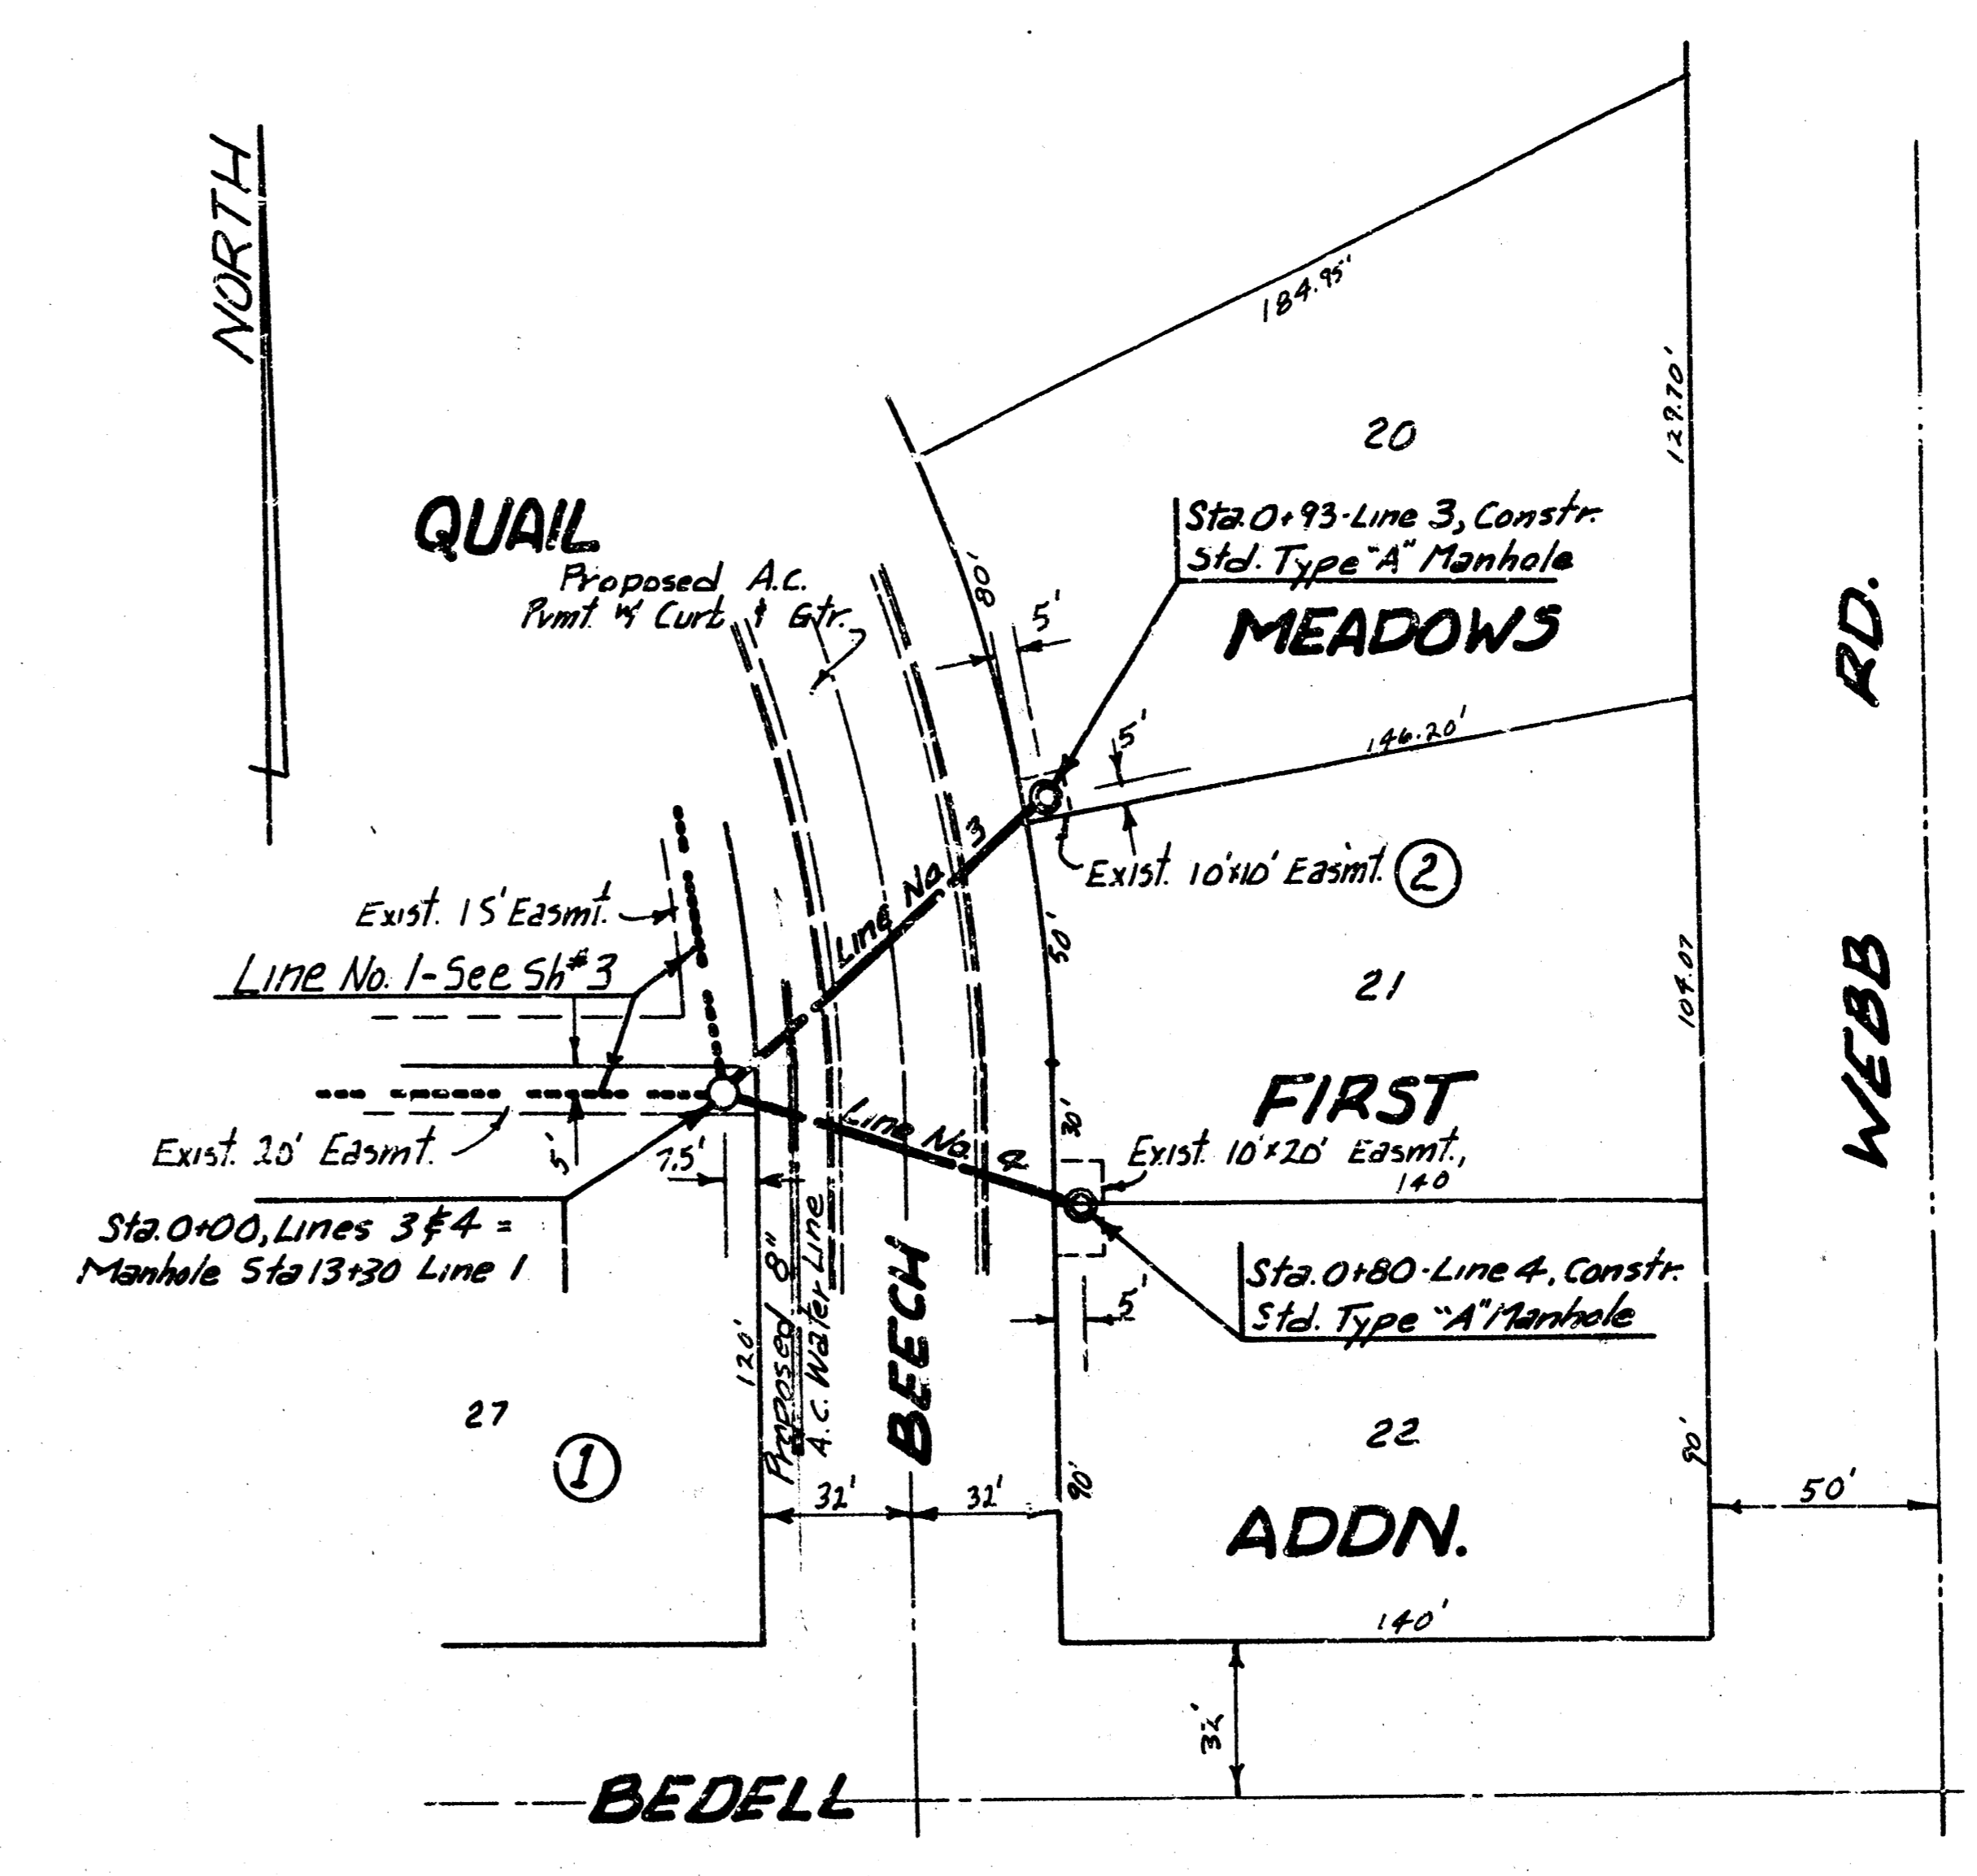 NORTH
184.95'
20
129.70'
QUAIL
Sta. 0+93-Line 3, Constr.
Std. Type "A" Manhole
Proposed A.C.
Pvmt. w/ Curb & Gtr.
80'
5'
MEADOWS
RD.
5'
146.20'
Line No. 3
Exist. 10'x10' Easmt.
2
Exist. 15' Easmt.
Line No. 1-See Sh#3
50'
21
104.07
WEBB
FIRST
30'
Line No. 4
Exist. 10'x20' Easmt.,
140
Exist. 20' Easmt.
5'
7.5'
Sta. 0+00, Lines 3 & 4 =
Manhole Sta 13+30 Line 1
Proposed 8"
A.C. Water Line
BEECH
5'
Sta. 0+80-Line 4, Constr.
Std. Type "A" Manhole
120'
27
1
22
90'
90'
32'
32'
50'
ADDN.
140'
32'
BEDELL